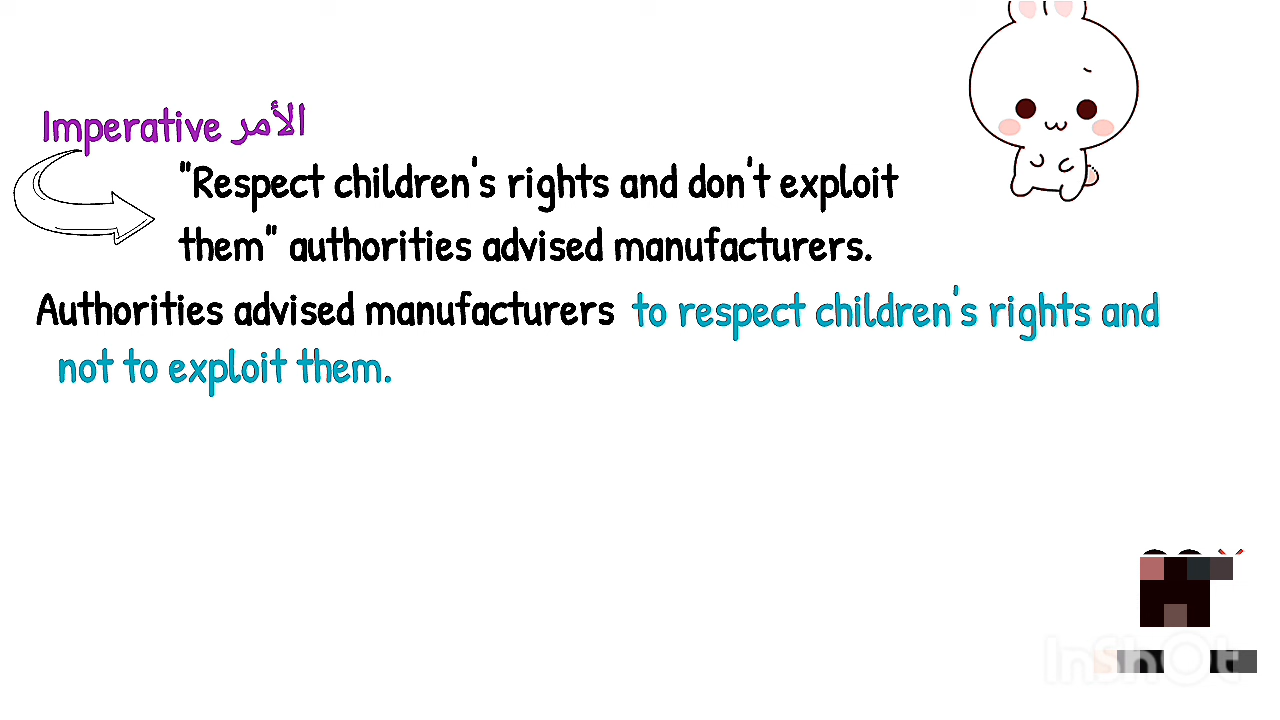 Imperative الأمر
"Respect children's rights and don't exploit
them" authorities advised manufacturers.
Authorities advised manufacturers to respect children's rights and
not to exploit them.
InShOt